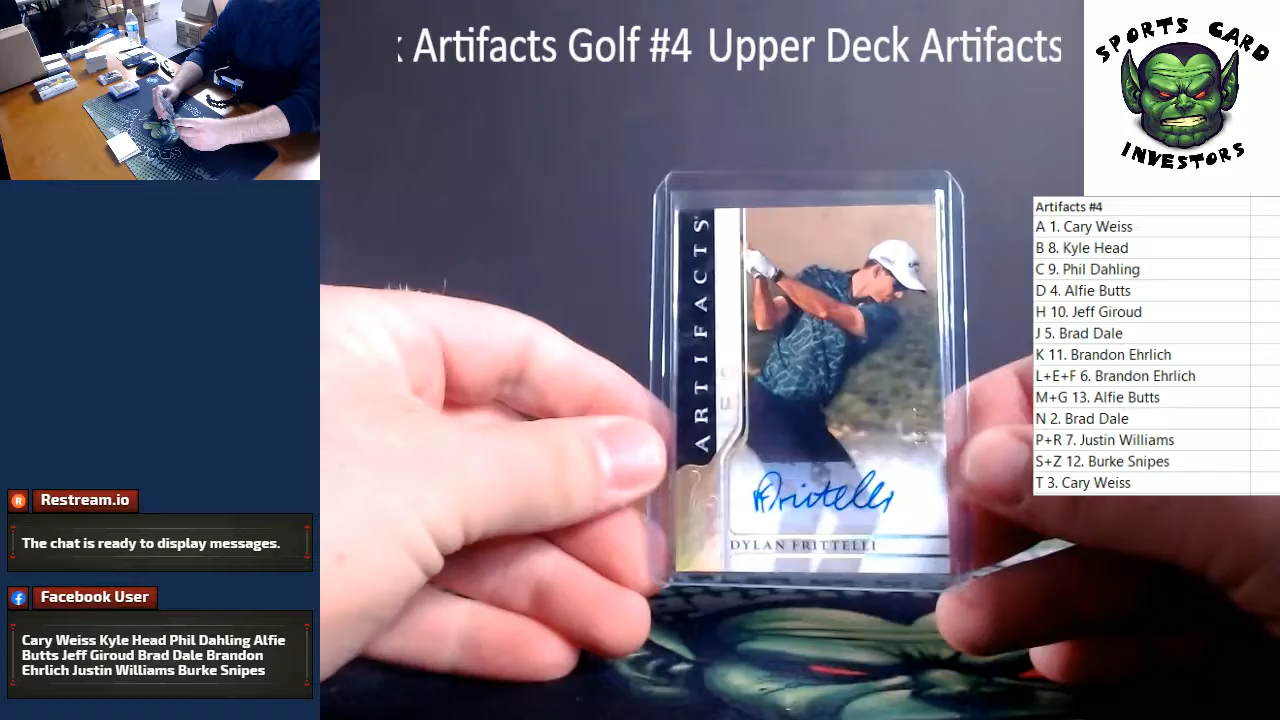 k Artifacts Golf #4 Upper Deck Artifacts
SPORTS CARD
INVESTORS
Artifacts #4
A 1. Cary Weiss
B 8. Kyle Head
C 9. Phil Dahling
D 4. Alfie Butts
H 10. Jeff Giroud
J 5. Brad Dale
K 11. Brandon Ehrlich
L+E+F 6. Brandon Ehrlich
M+G 13. Alfie Butts
N 2. Brad Dale
P+R 7. Justin Williams
S+Z 12. Burke Snipes
T 3. Cary Weiss
ARTIFACTS
DFrittelli
DYLAN FRITTELLI
Restream.io
The chat is ready to display messages.
Facebook User
Cary Weiss Kyle Head Phil Dahling Alfie
Butts Jeff Giroud Brad Dale Brandon
Ehrlich Justin Williams Burke Snipes